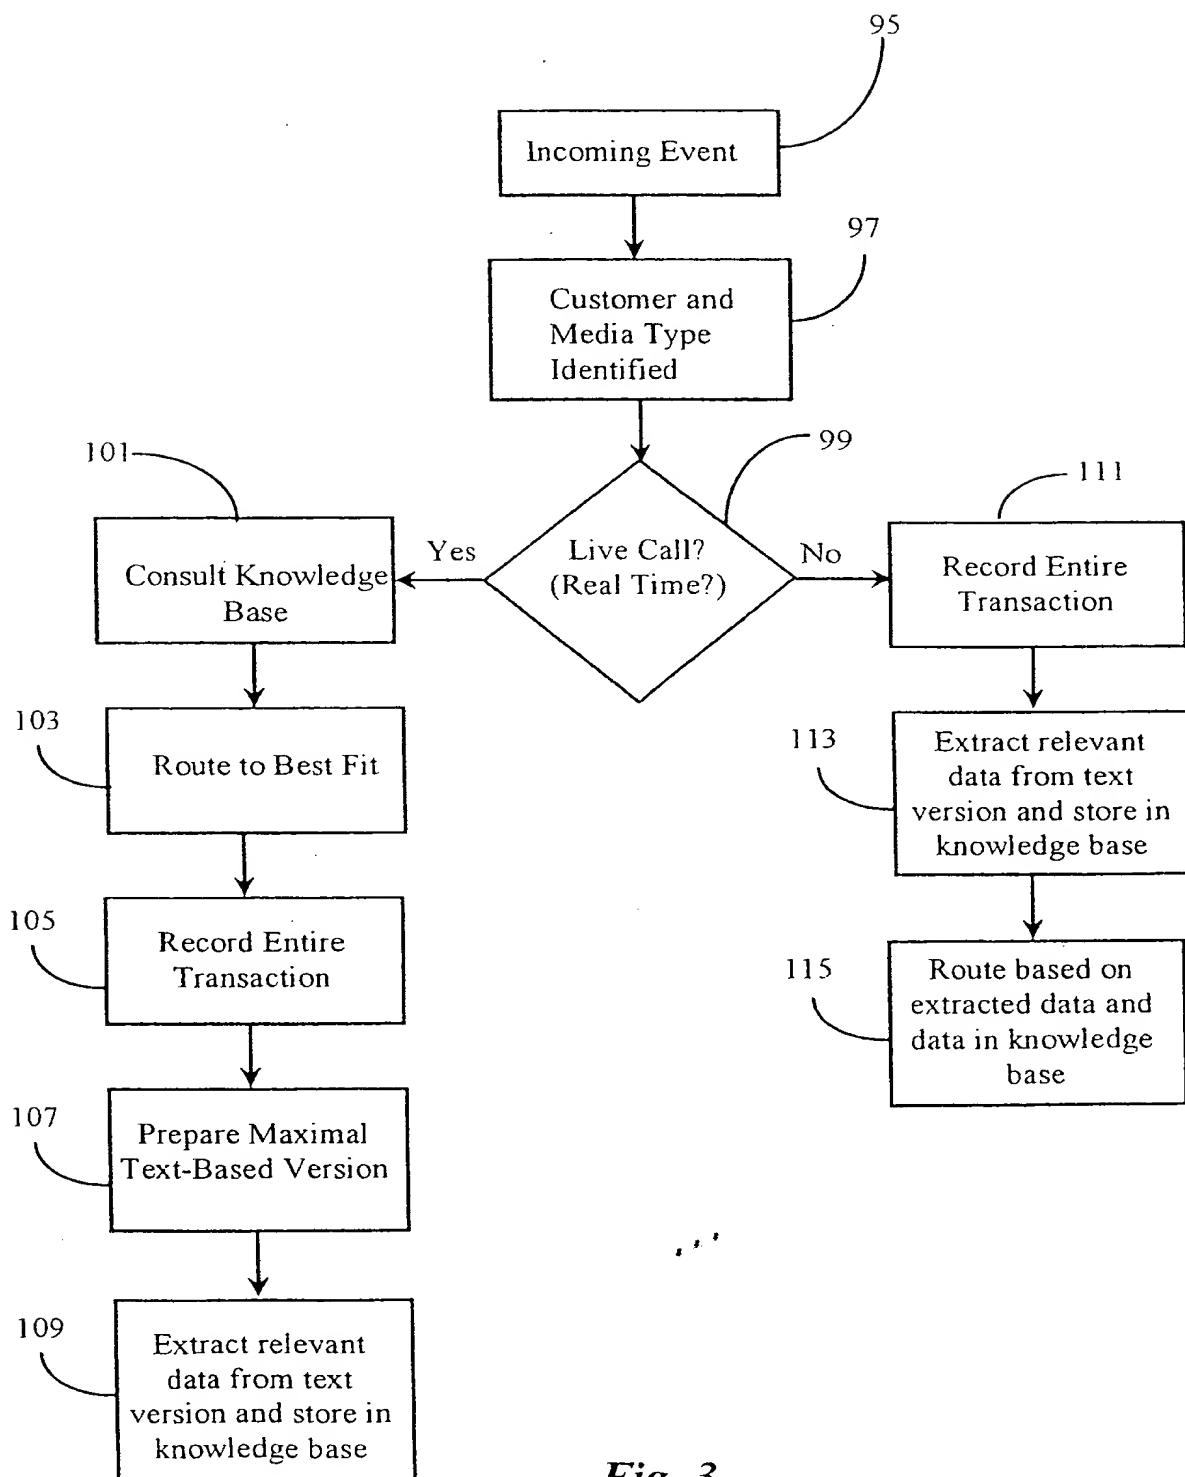 95
Incoming Event
97
Customer and
Media Type
Identified
99
Live Call?
(Real Time?)
Yes
No
101
Consult Knowledge
Base
103
Route to Best Fit
105
Record Entire
Transaction
107
Prepare Maximal
Text-Based Version
109
Extract relevant
data from text
version and store in
knowledge base
111
Record Entire
Transaction
113
Extract relevant
data from text
version and store in
knowledge base
115
Route based on
extracted data and
data in knowledge
base
Fig. 3